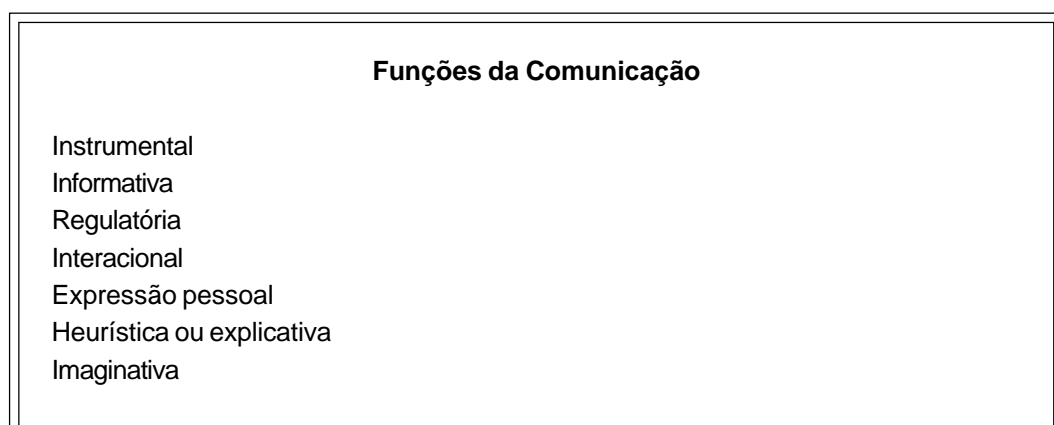 Funções da Comunicação
Instrumental
Informativa
Regulatória
Interacional
Expressão pessoal
Heurística ou explicativa
Imaginativa